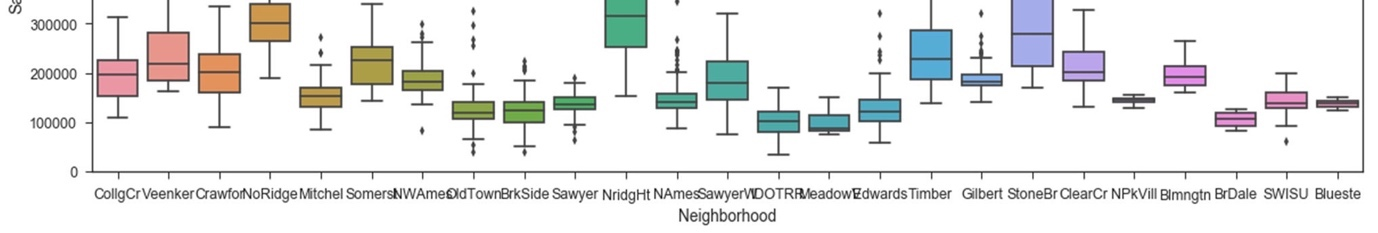 Sa
300000
200000
100000
0
CollgCr Veenker Crawfor NoRidge Mitchel Somerst NWAmes OldTown BrkSide Sawyer NridgHt NAmes SawyerW IDOTRR MeadowV Edwards Timber Gilbert StoneBr ClearCr NPkVill Blmngtn BrDale SWISU Blueste
Neighborhood